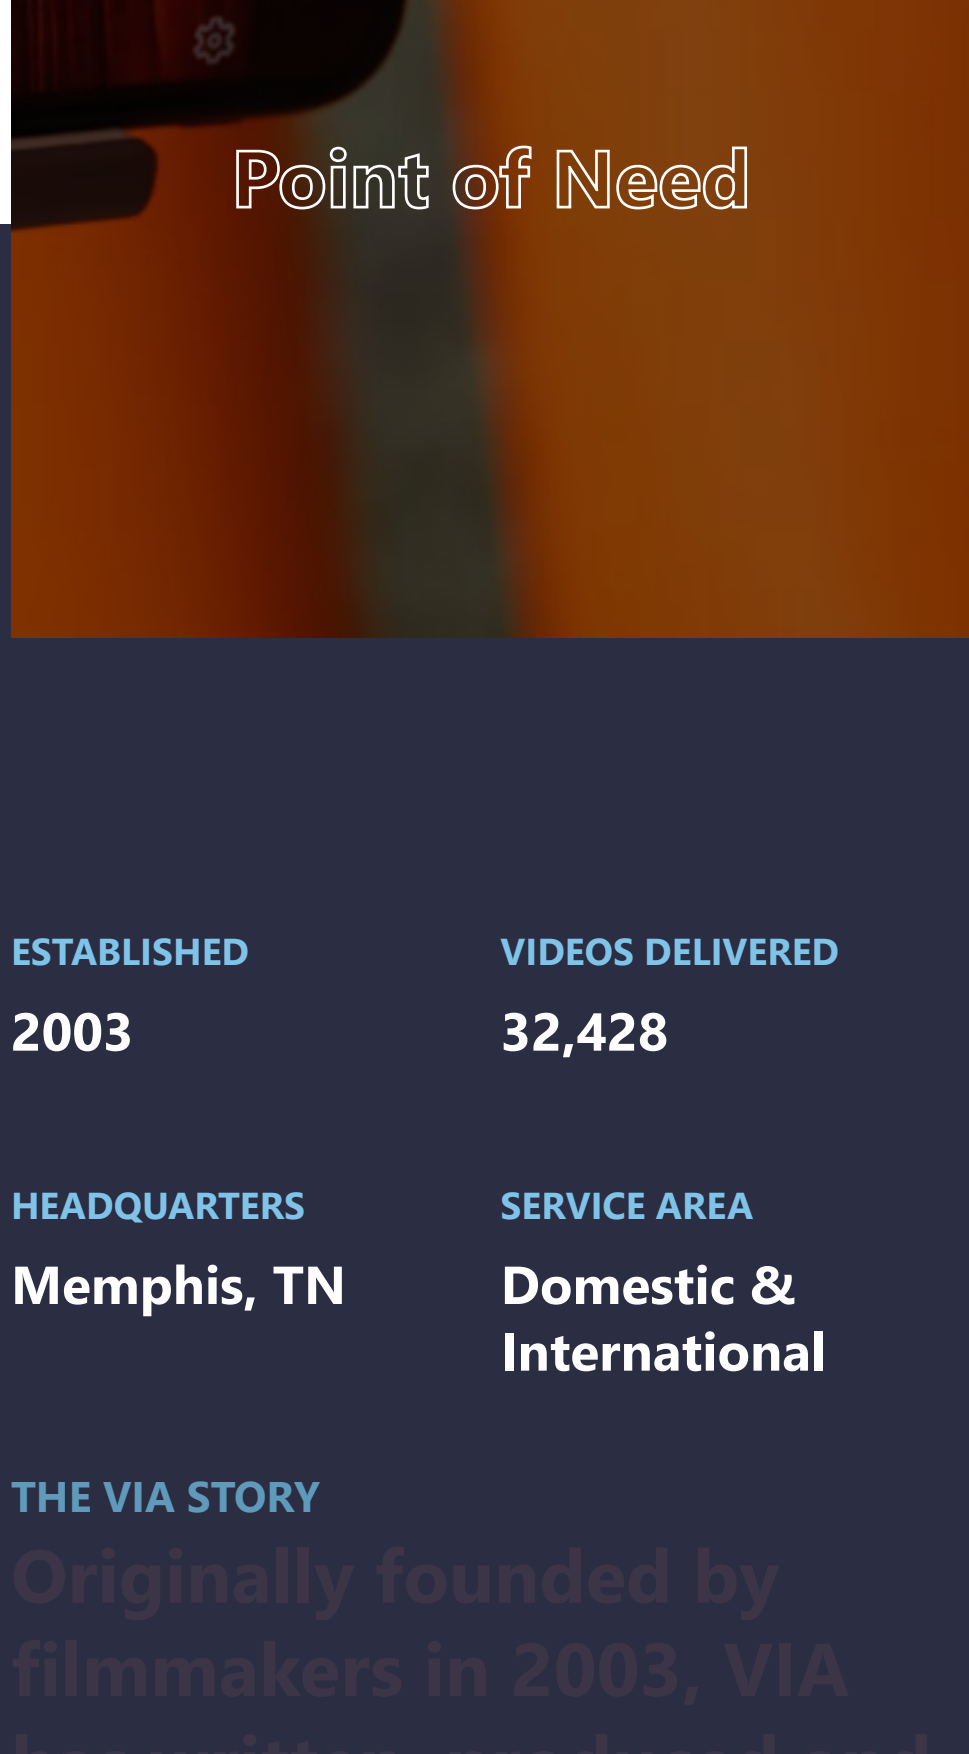 Point of Need
ESTABLISHED
2003
VIDEOS DELIVERED
32,428
HEADQUARTERS
Memphis, TN
SERVICE AREA
Domestic &
International
THE VIA STORY
Originally founded by
filmmakers in 2003, VIA